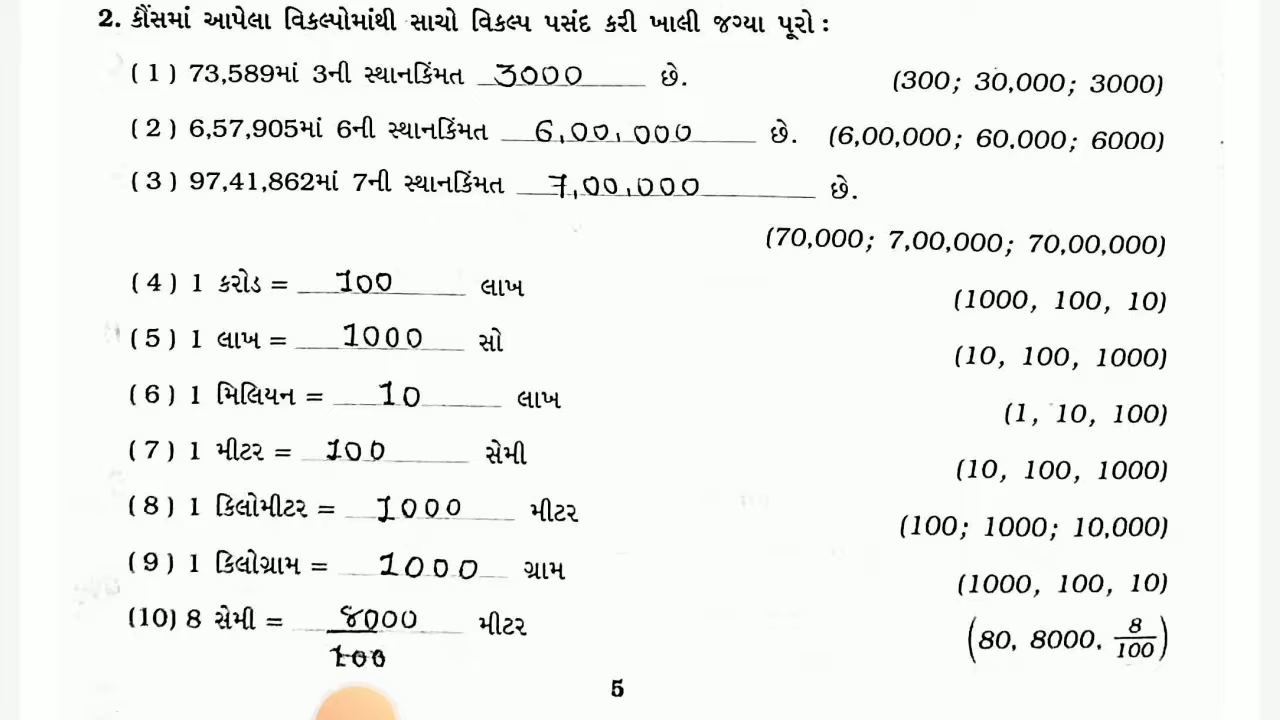 2. કૌંસમાં આપેલા વિકલ્પોમાંથી સાચો વિકલ્પ પસંદ કરી ખાલી જગ્યા પૂરો :
(1) 73,589માં 3ની સ્થાનકિંમત 3000 છે. (300; 30,000; 3000)
(2) 6,57,905માં 6ની સ્થાનકિંમત 6,00,000 છે. (6,00,000; 60.000; 6000)
(3) 97,41,862માં 7ની સ્થાનકિંમત 7,00,000 છે.
(70,000; 7,00,000; 70,00,000)
(4) 1 કરોડ = 100 લાખ (1000, 100, 10)
(5) 1 લાખ = 1000 સો (10, 100, 1000)
(6) 1 મિલિયન = 10 લાખ (1, 10, 100)
(7) 1 મીટર = 100 સેમી (10, 100, 1000)
(8) 1 કિલોમીટર = 1000 મીટર (100; 1000; 10,000)
(9) 1 કિલોગ્રામ = 1000 ગ્રામ (1000, 100, 10)
(10) 8 સેમી = 8000 મીટર (80, 8000, 8/100)
100
5